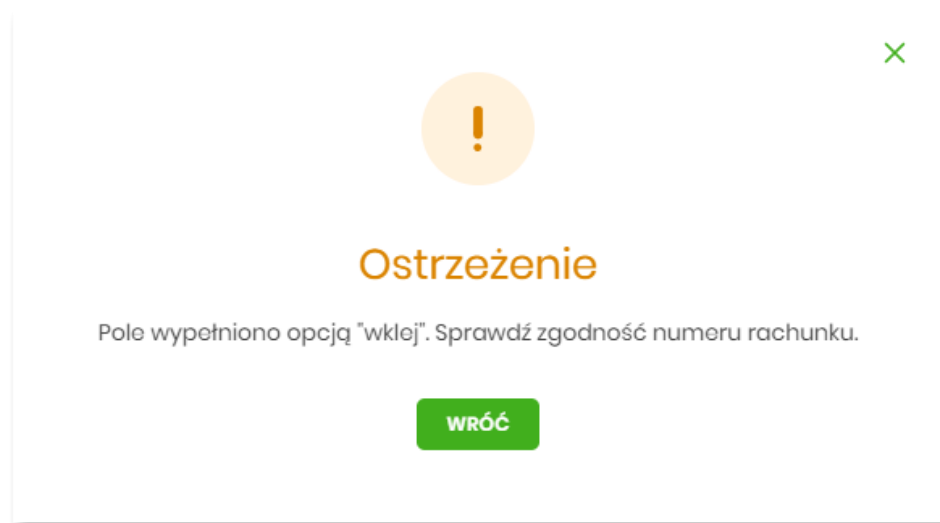 Ostrzeżenie
Pole wypełniono opcją "wklej". Sprawdź zgodność numeru rachunku.
WRÓĆ